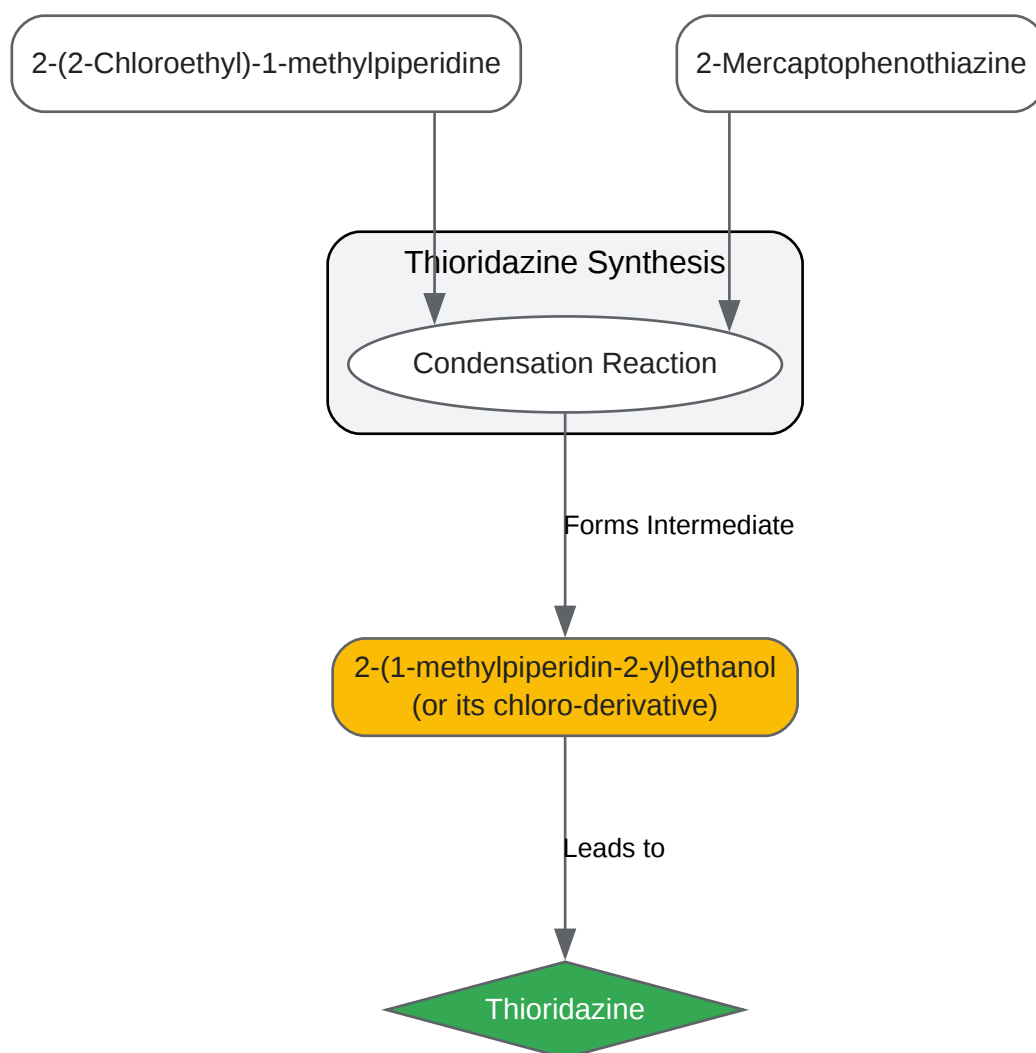 2-(2-Chloroethyl)-1-methylpiperidine
2-Mercaptophenothiazine
Thioridazine Synthesis
Condensation Reaction
Forms Intermediate
2-(1-methylpiperidin-2-yl)ethanol
(or its chloro-derivative)
Leads to
Thioridazine